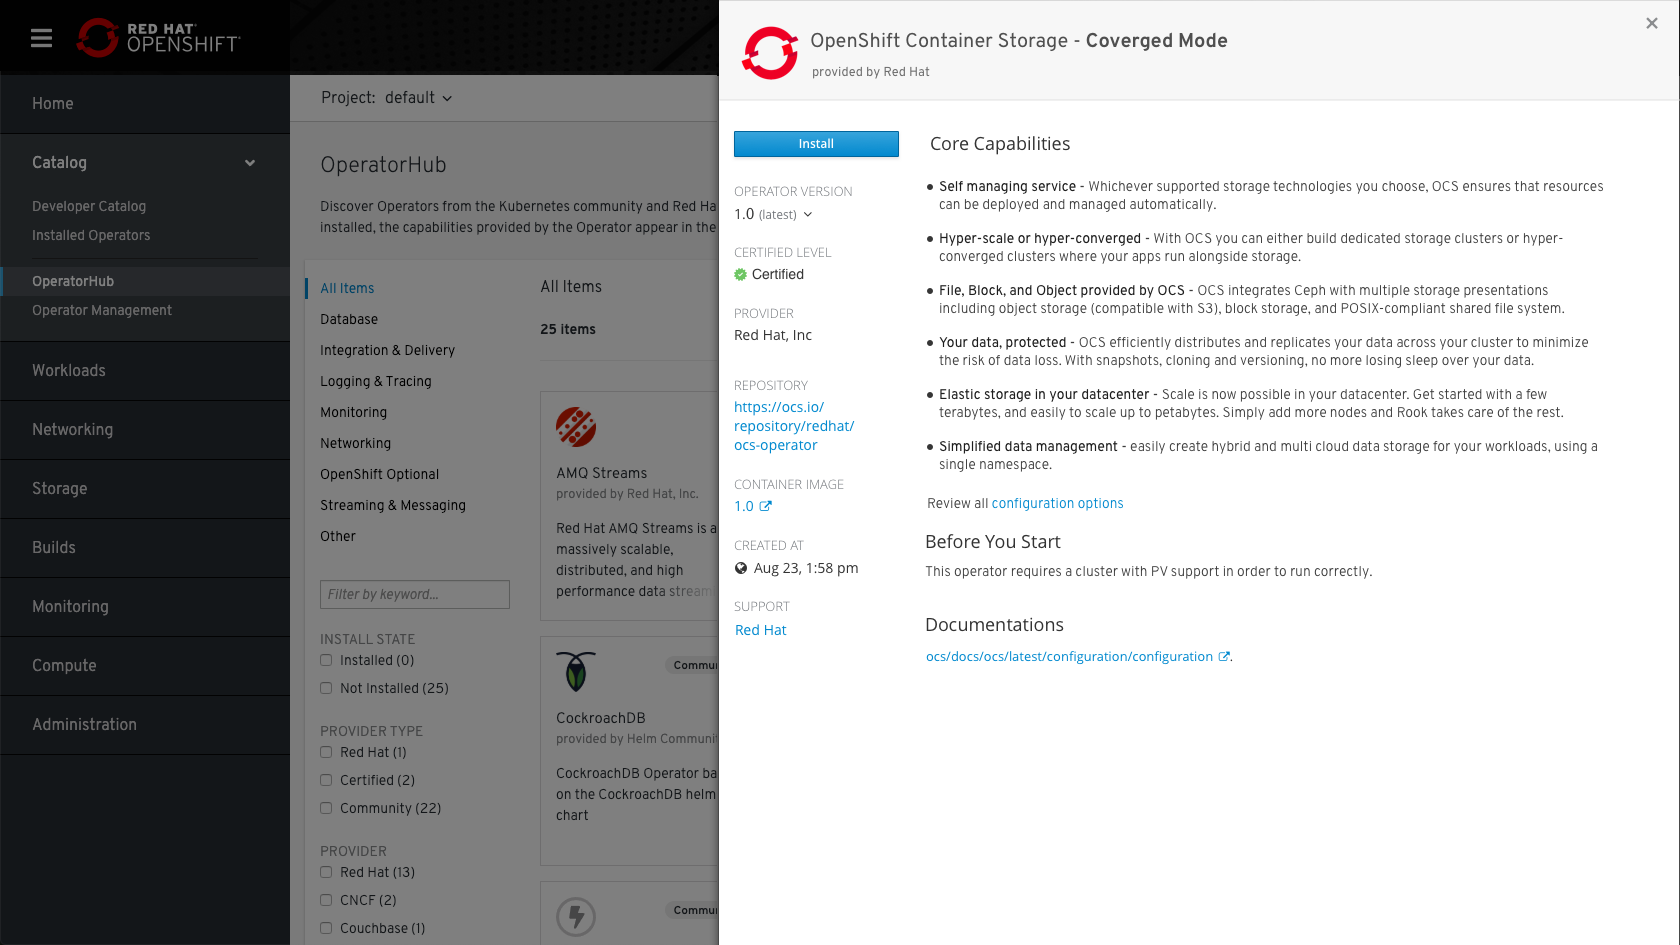 RED HAT
OPENSHIFT
Home
Catalog
Developer Catalog
Installed Operators
OperatorHub
Operator Management
Workloads
Networking
Storage
Builds
Monitoring
Compute
Administration
Project: default
OperatorHub
Discover Operators from the Kubernetes community and Red Ha
installed, the capabilities provided by the Operator appear in the
All Items
Database
Integration & Delivery
Logging & Tracing
Monitoring
Networking
OpenShift Optional
Streaming & Messaging
Other
Filter by keyword...
INSTALL STATE
Installed (0)
Not Installed (25)
PROVIDER TYPE
Red Hat (1)
Certified (2)
Community (22)
PROVIDER
Red Hat (13)
CNCF (2)
Couchbase (1)
All Items
25 items
AMQ Streams
provided by Red Hat, Inc.
Red Hat AMQ Streams is a
massively scalable,
distributed, and high
performance data stream
Commu
CockroachDB
provided by Helm Communi
CockroachDB Operator ba
on the CockroachDB helm
chart
Commu
OpenShift Container Storage - Coverged Mode
provided by Red Hat
Install
OPERATOR VERSION
1.0 (latest)
CERTIFIED LEVEL
Certified
PROVIDER
Red Hat, Inc
REPOSITORY
https://ocs.io/
repository/redhat/
ocs-operator
CONTAINER IMAGE
1.0
CREATED AT
Aug 23, 1:58 pm
SUPPORT
Red Hat
Core Capabilities
• Self managing service - Whichever supported storage technologies you choose, OCS ensures that resources
can be deployed and managed automatically.
• Hyper-scale or hyper-converged - With OCS you can either build dedicated storage clusters or hyper-
converged clusters where your apps run alongside storage.
• File, Block, and Object provided by OCS - OCS integrates Ceph with multiple storage presentations
including object storage (compatible with S3), block storage, and POSIX-compliant shared file system.
• Your data, protected - OCS efficiently distributes and replicates your data across your cluster to minimize
the risk of data loss. With snapshots, cloning and versioning, no more losing sleep over your data.
• Elastic storage in your datacenter - Scale is now possible in your datacenter. Get started with a few
terabytes, and easily to scale up to petabytes. Simply add more nodes and Rook takes care of the rest.
• Simplified data management - easily create hybrid and multi cloud data storage for your workloads, using a
single namespace.
Review all configuration options
Before You Start
This operator requires a cluster with PV support in order to run correctly.
Documentations
ocs/docs/ocs/latest/configuration/configuration .